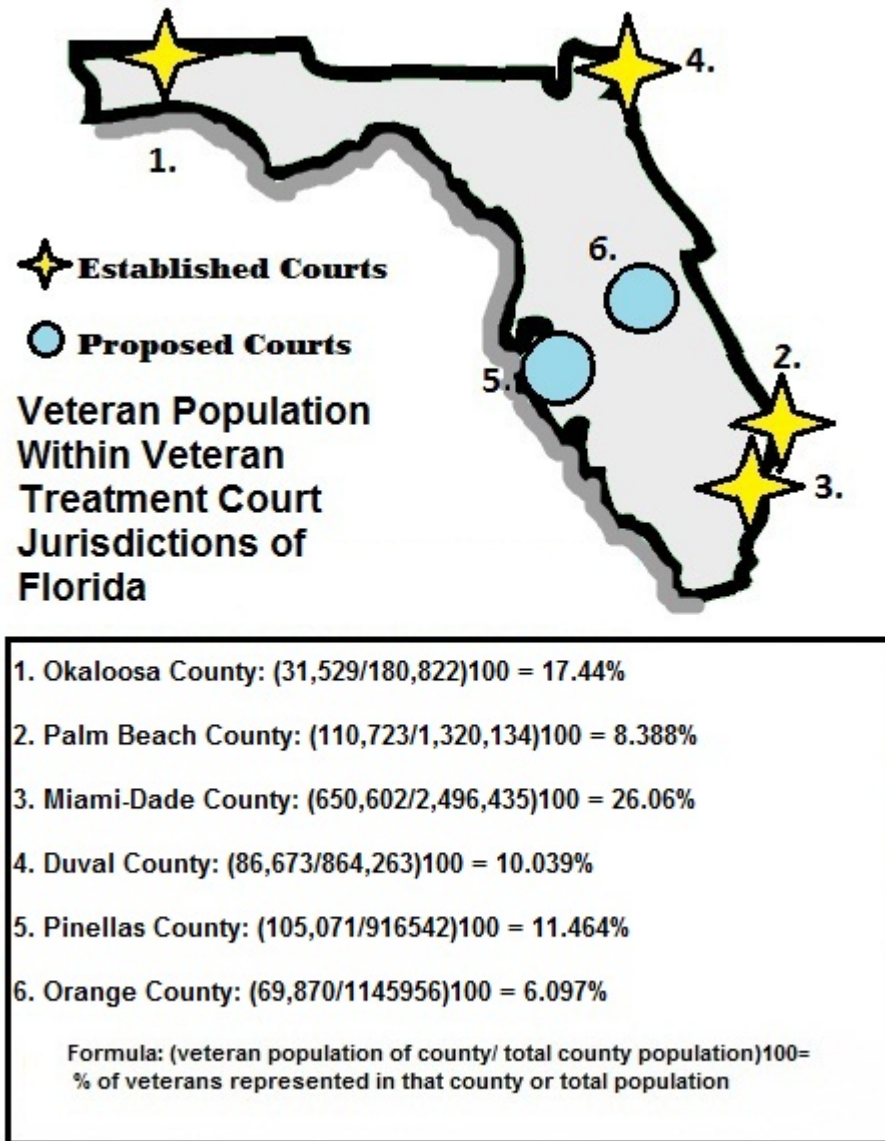 4.
1.
Established Courts
6.
Proposed Courts
5.
2.
3.
Veteran Population
Within Veteran
Treatment Court
Jurisdictions of
Florida
1. Okaloosa County: (31,529/180,822)100 = 17.44%
2. Palm Beach County: (110,723/1,320,134)100 = 8.388%
3. Miami-Dade County: (650,602/2,496,435)100 = 26.06%
4. Duval County: (86,673/864,263)100 = 10.039%
5. Pinellas County: (105,071/916542)100 = 11.464%
6. Orange County: (69,870/1145956)100 = 6.097%
Formula: (veteran population of county/ total county population)100=
% of veterans represented in that county or total population